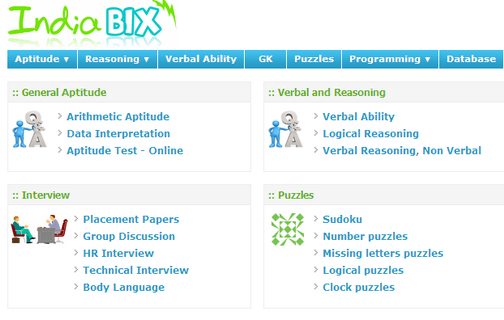 India BIX
Aptitude ▼ Reasoning ▼ Verbal Ability GK Puzzles Programming ▼ Database
:: General Aptitude
Arithmetic Aptitude
Data Interpretation
Aptitude Test - Online
:: Verbal and Reasoning
Verbal Ability
Logical Reasoning
Verbal Reasoning, Non Verbal
:: Interview
Placement Papers
Group Discussion
HR Interview
Technical Interview
Body Language
:: Puzzles
Sudoku
Number puzzles
Missing letters puzzles
Logical puzzles
Clock puzzles